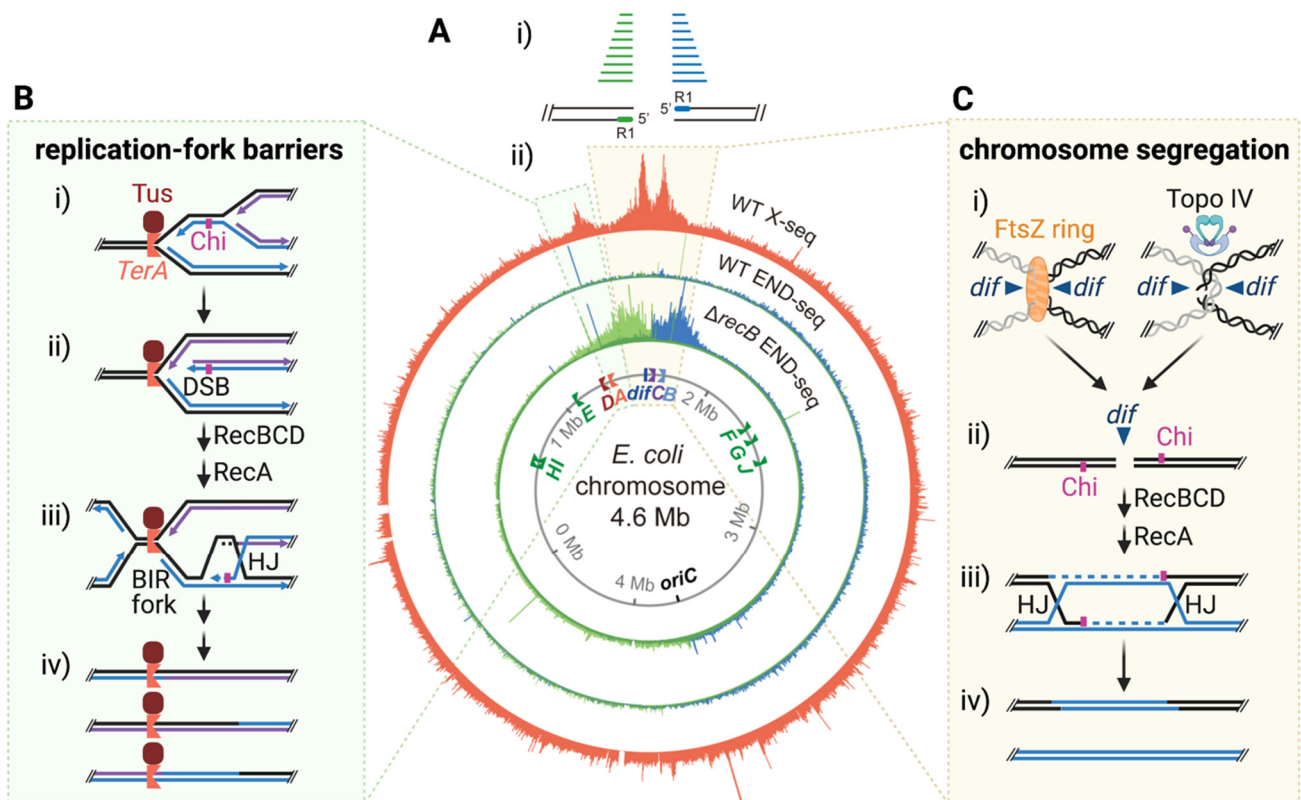 A
i)
R1
5'
5'
R1
ii)
WT X-seq
WT END-seq
ΔrecB END-seq
HI
E
D
A
dif
C
B
F
G
J
0 Mb
1 Mb
2 Mb
3 Mb
4 Mb
oriC
E. coli
chromosome
4.6 Mb
B
replication-fork barriers
i)
Tus
Chi
TerA
ii)
DSB
RecBCD
RecA
iii)
HJ
BIR
fork
iv)
C
chromosome segregation
i)
FtsZ ring
Topo IV
dif
dif
dif
dif
ii)
dif
Chi
Chi
RecBCD
RecA
iii)
HJ
HJ
iv)